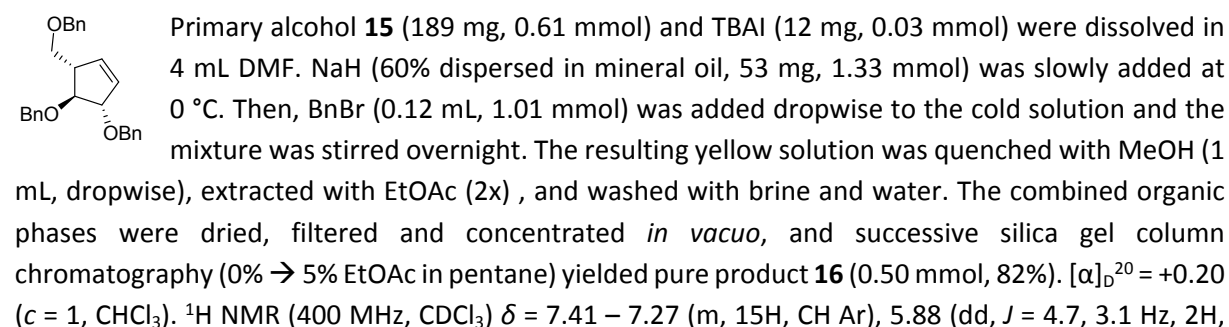 OBn
BnO
OBn
Primary alcohol 15 (189 mg, 0.61 mmol) and TBAI (12 mg, 0.03 mmol) were dissolved in
4 mL DMF. NaH (60% dispersed in mineral oil, 53 mg, 1.33 mmol) was slowly added at
0 °C. Then, BnBr (0.12 mL, 1.01 mmol) was added dropwise to the cold solution and the
mixture was stirred overnight. The resulting yellow solution was quenched with MeOH (1
mL, dropwise), extracted with EtOAc (2x) , and washed with brine and water. The combined organic
phases were dried, filtered and concentrated in vacuo, and successive silica gel column
chromatography (0% → 5% EtOAc in pentane) yielded pure product 16 (0.50 mmol, 82%). [α]D20 = +0.20
(c = 1, CHCl3). 1H NMR (400 MHz, CDCl3) δ = 7.41 – 7.27 (m, 15H, CH Ar), 5.88 (dd, J = 4.7, 3.1 Hz, 2H,